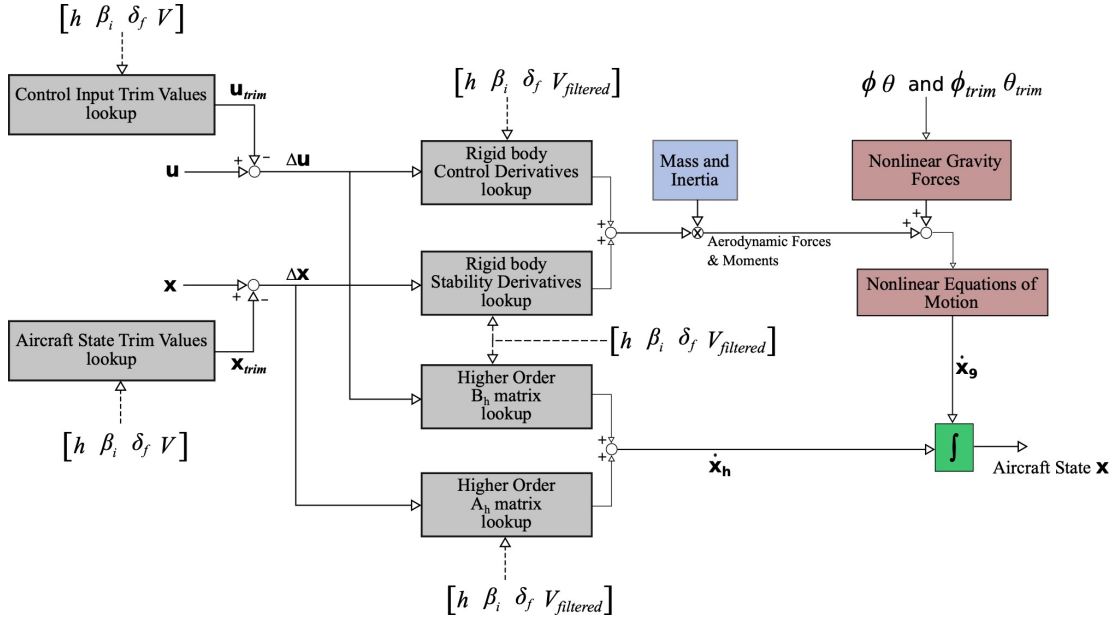 [h β_i δ_f V]
Control Input Trim Values
lookup
u_trim
u
+
−
Δu
[h β_i δ_f V_filtered]
Rigid body
Control Derivatives
lookup
Mass and
Inertia
ϕ θ and ϕ_trim θ_trim
Nonlinear Gravity
Forces
+
+
x
Aerodynamic Forces
& Moments
+
+
x
+
−
Δx
Rigid body
Stability Derivatives
lookup
Nonlinear Equations of
Motion
Aircraft State Trim Values
lookup
x_trim
[h β_i δ_f V]
[h β_i δ_f V_filtered]
Higher Order
B_h matrix
lookup
ẋ_9
+
+
ẋ_h
∫
Aircraft State x
Higher Order
A_h matrix
lookup
[h β_i δ_f V_filtered]